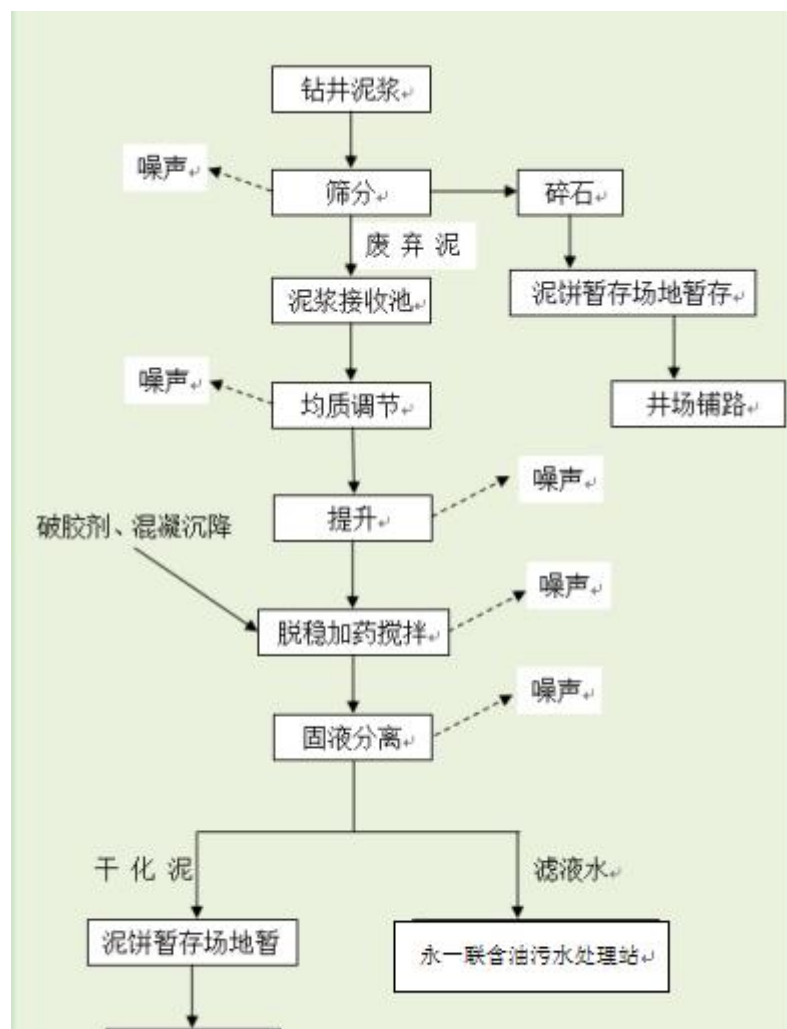 钻井泥浆
噪声
筛分
碎石
废 弃 泥
泥浆接收池
泥饼暂存场地暂存
噪声
均质调节
井场铺路
噪声
提升
破胶剂、混凝沉降
噪声
脱稳加药搅拌
噪声
固液分离
干 化 泥
滤液水
泥饼暂存场地暂
永一联含油污水处理站